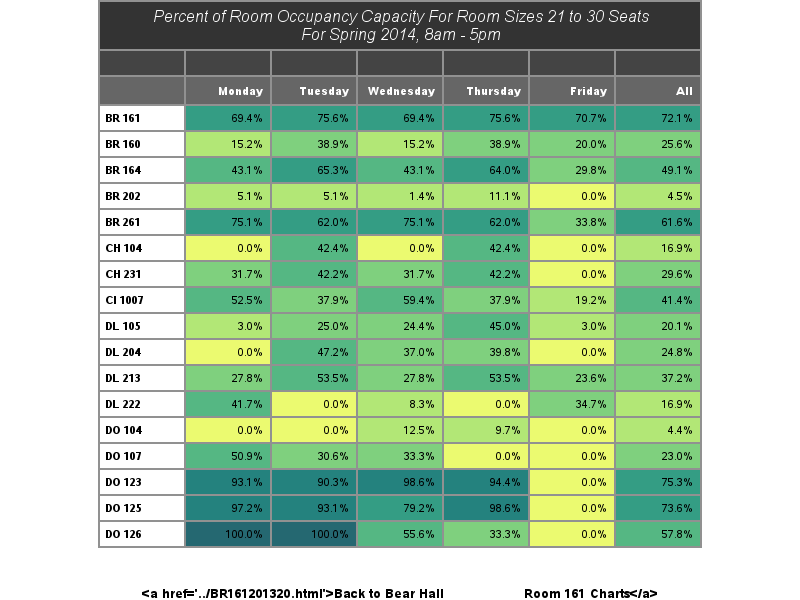 Percent of Room Occupancy Capacity For Room Sizes 21 to 30 Seats
For Spring 2014, 8am - 5pm
Monday Tuesday Wednesday Thursday Friday All
BR 161 69.4% 75.6% 69.4% 75.6% 70.7% 72.1%
BR 160 15.2% 38.9% 15.2% 38.9% 20.0% 25.6%
BR 164 43.1% 65.3% 43.1% 64.0% 29.8% 49.1%
BR 202 5.1% 5.1% 1.4% 11.1% 0.0% 4.5%
BR 261 75.1% 62.0% 75.1% 62.0% 33.8% 61.6%
CH 104 0.0% 42.4% 0.0% 42.4% 0.0% 16.9%
CH 231 31.7% 42.2% 31.7% 42.2% 0.0% 29.6%
CI 1007 52.5% 37.9% 59.4% 37.9% 19.2% 41.4%
DL 105 3.0% 25.0% 24.4% 45.0% 3.0% 20.1%
DL 204 0.0% 47.2% 37.0% 39.8% 0.0% 24.8%
DL 213 27.8% 53.5% 27.8% 53.5% 23.6% 37.2%
DL 222 41.7% 0.0% 8.3% 0.0% 34.7% 16.9%
DO 104 0.0% 0.0% 12.5% 9.7% 0.0% 4.4%
DO 107 50.9% 30.6% 33.3% 0.0% 0.0% 23.0%
DO 123 93.1% 90.3% 98.6% 94.4% 0.0% 75.3%
DO 125 97.2% 93.1% 79.2% 98.6% 0.0% 73.6%
DO 126 100.0% 100.0% 55.6% 33.3% 0.0% 57.8%
<a href='../BR161201320.html'>Back to Bear Hall Room 161 Charts</a>